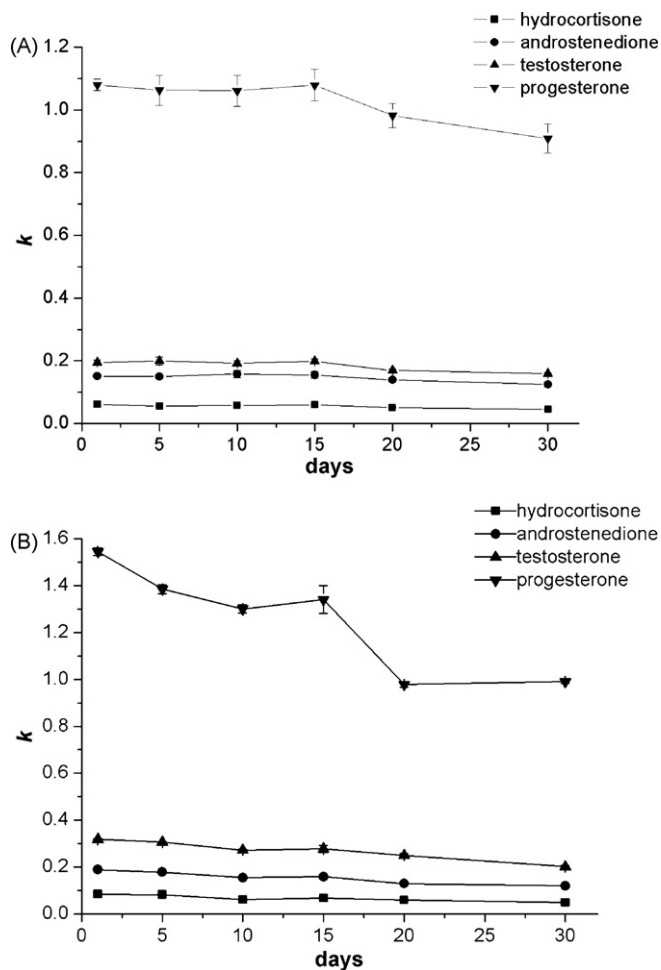 (A)
hydrocortisone
androstenedione
testosterone
progesterone
1.2
1.0
0.8
0.6
0.4
0.2
0.0
k
0 5 10 15 20 25 30
days
(B)
hydrocortisone
androstenedione
testosterone
progesterone
1.6
1.4
1.2
1.0
0.8
0.6
0.4
0.2
0.0
k
0 5 10 15 20 25 30
days